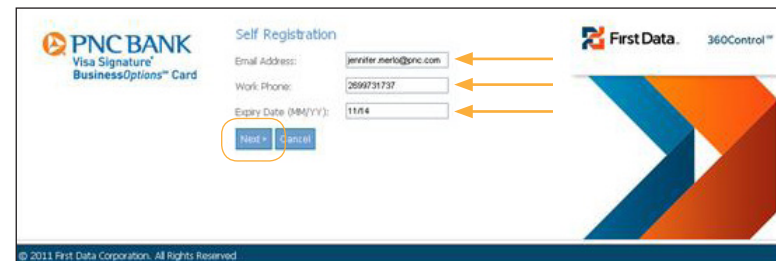 PNC BANK
Visa Signature®
BusinessOptions℠ Card
Self Registration
Email Address: jennifer.merlo@pnc.com
Work Phone: 2699731737
Expiry Date (MM/YY): 11/14
Next » Cancel
First Data. 360Control℠
© 2011 First Data Corporation. All Rights Reserved